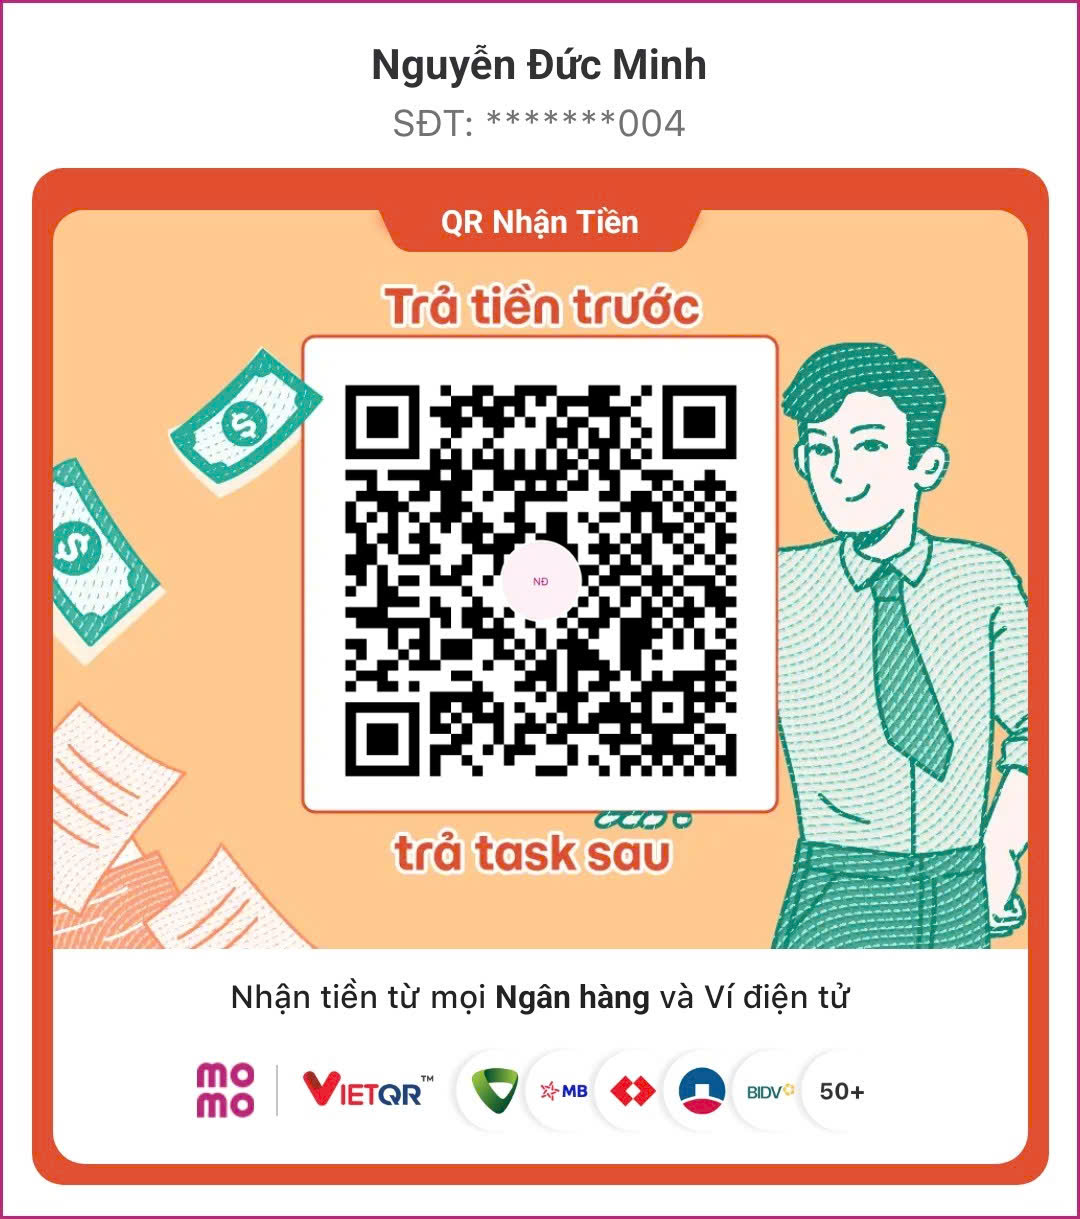 Nguyễn Đức Minh
SĐT: *******004
QR Nhận Tiền
Trả tiền trước
$
$
NĐ
trả task sau
Nhận tiền từ mọi Ngân hàng và Ví điện tử
mo
mo
VIETQR™
MB
BIDV
50+